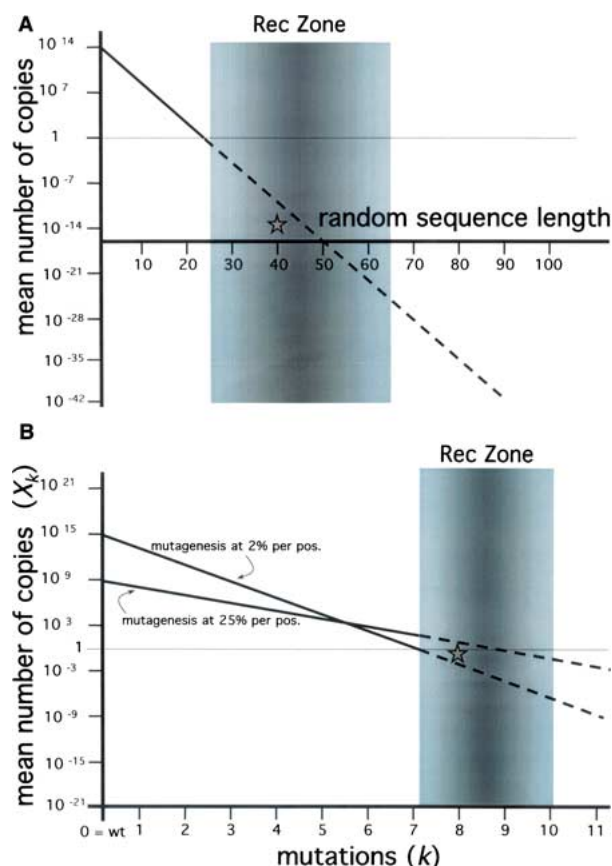 A
Rec Zone
mean number of copies
10 14
10 7
1
10 -7
10 -14
10 -21
10 -28
10 -35
10 -42
random sequence length
10 20 30 40 50 60 70 80 90 100
B
Rec Zone
mean number of copies (Xk)
10 21
10 15
10 9
10 3
1
10 -3
10 -9
10 -15
10 -21
mutagenesis at 2% per pos.
mutagenesis at 25% per pos.
0 = wt 1 2 3 4 5 6 7 8 9 10 11
mutations (k)